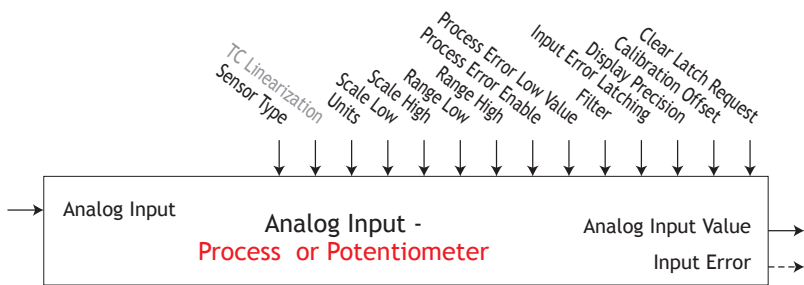 TC Linearization
Sensor Type
Units
Scale Low
Scale High
Range Low
Range High
Process Error Enable
Process Error Low Value
Filter
Input Error Latching
Display Precision
Calibration Offset
Clear Latch Request
Analog Input
Analog Input -
Process or Potentiometer
Analog Input Value
Input Error